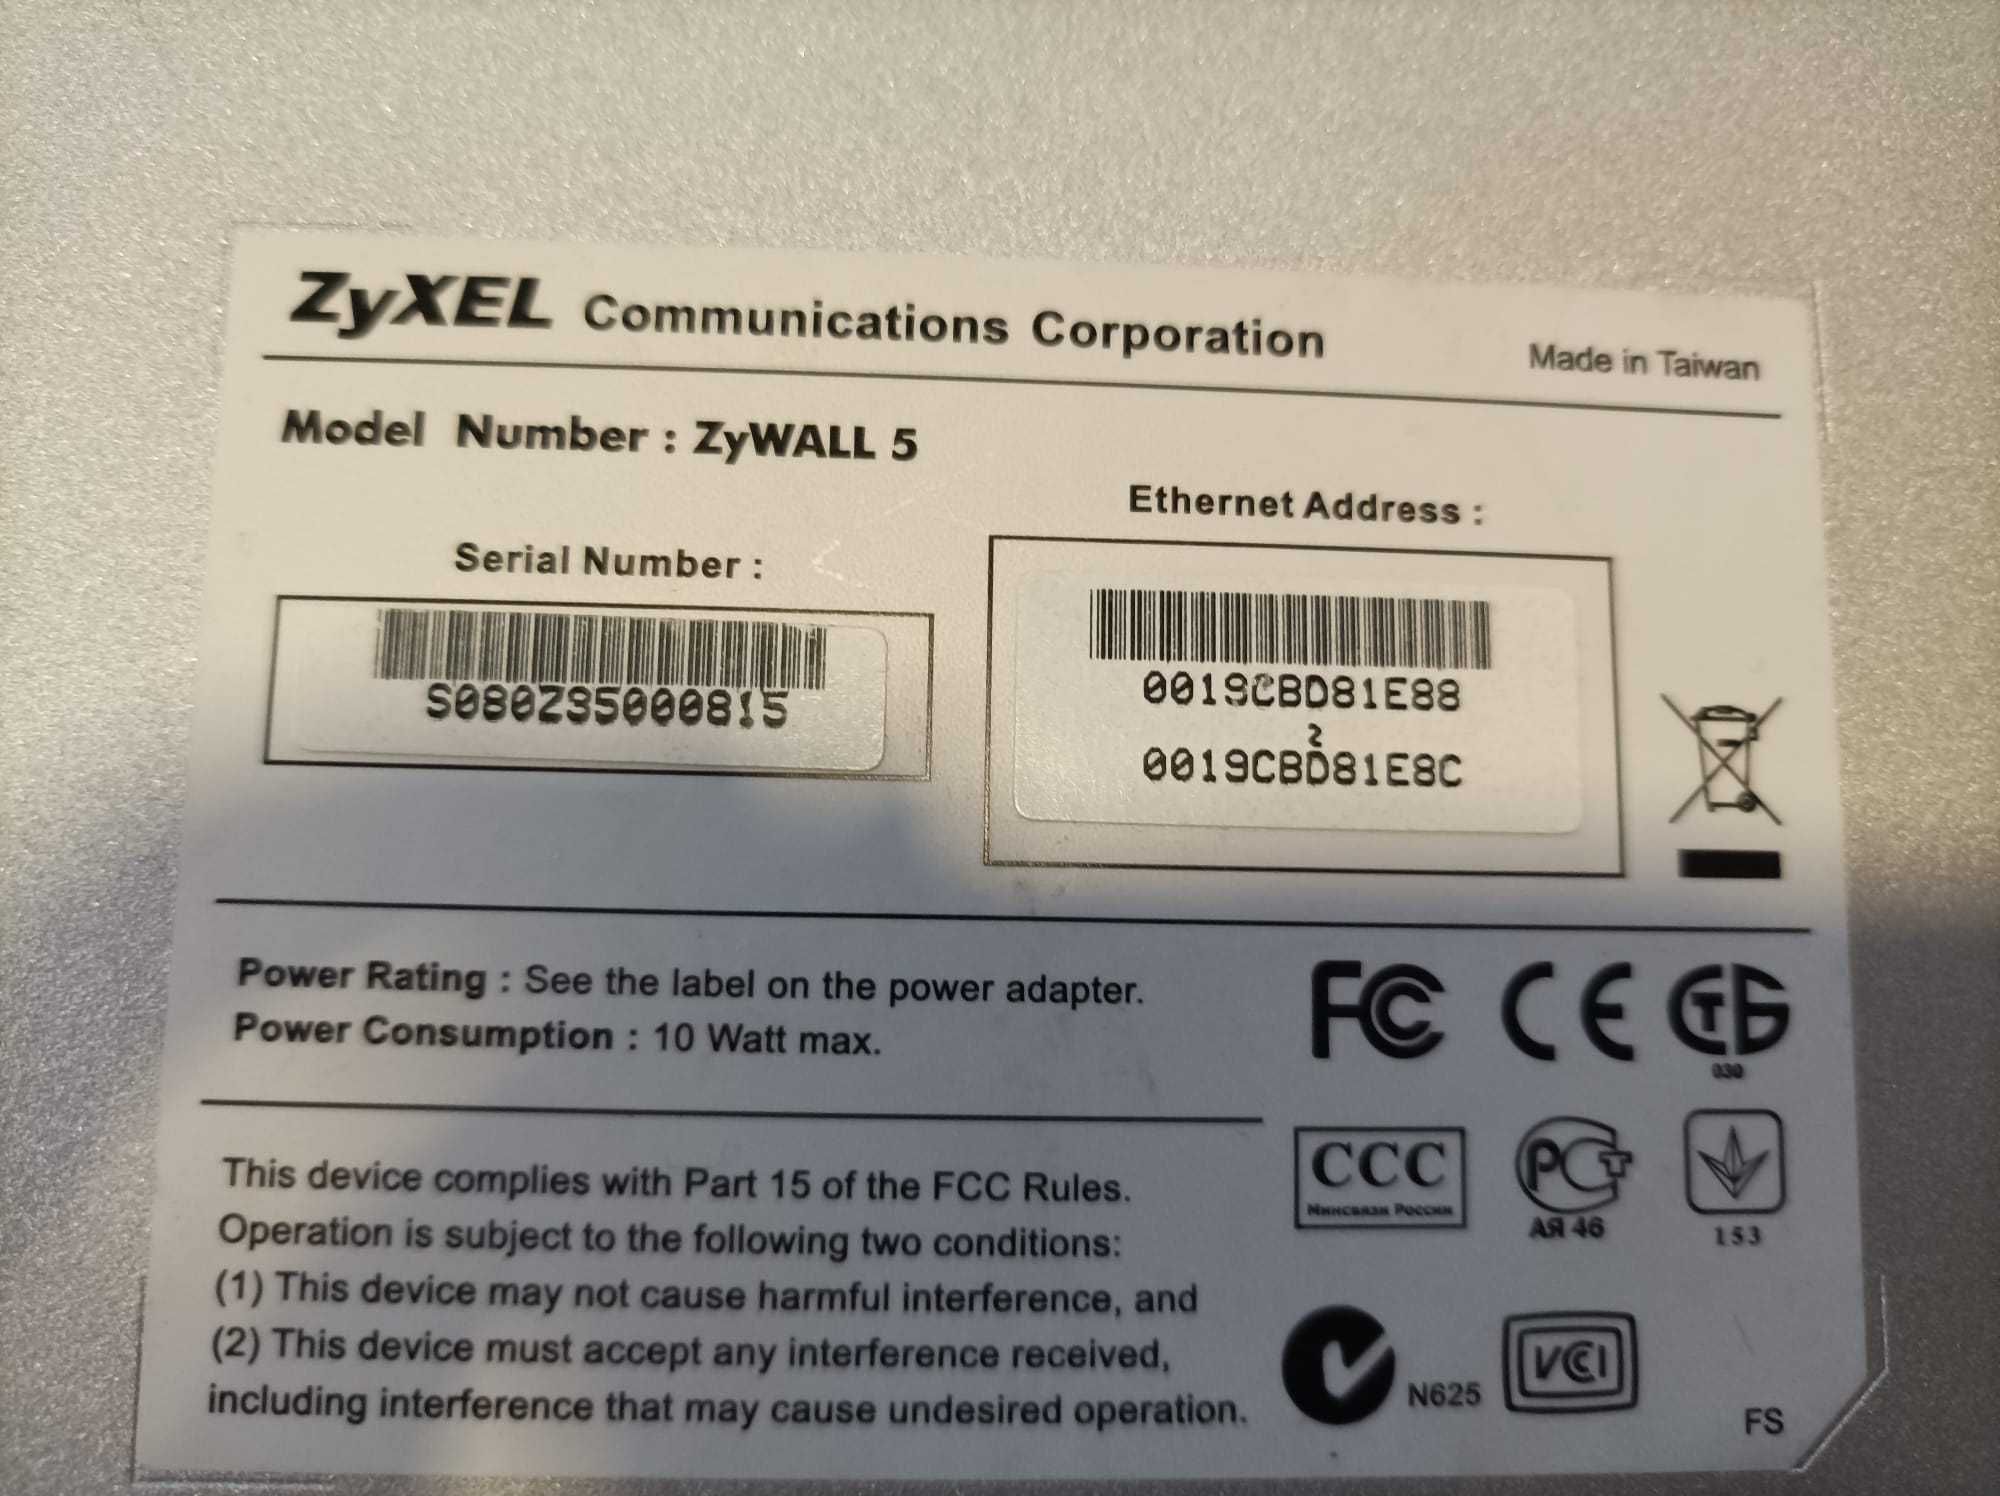 ZyXEL Communications Corporation
Made in Taiwan
Model Number : ZyWALL 5
Serial Number :
S080Z35000815
Ethernet Address :
0019CBD81E88
2
0019CBD81E8C
Power Rating : See the label on the power adapter.
Power Consumption : 10 Watt max.
FC CE
030
CCC
Минсвязи России
РСТ
АЯ 46
153
This device complies with Part 15 of the FCC Rules.
Operation is subject to the following two conditions:
(1) This device may not cause harmful interference, and
(2) This device must accept any interference received,
including interference that may cause undesired operation.
N625
VCI
FS